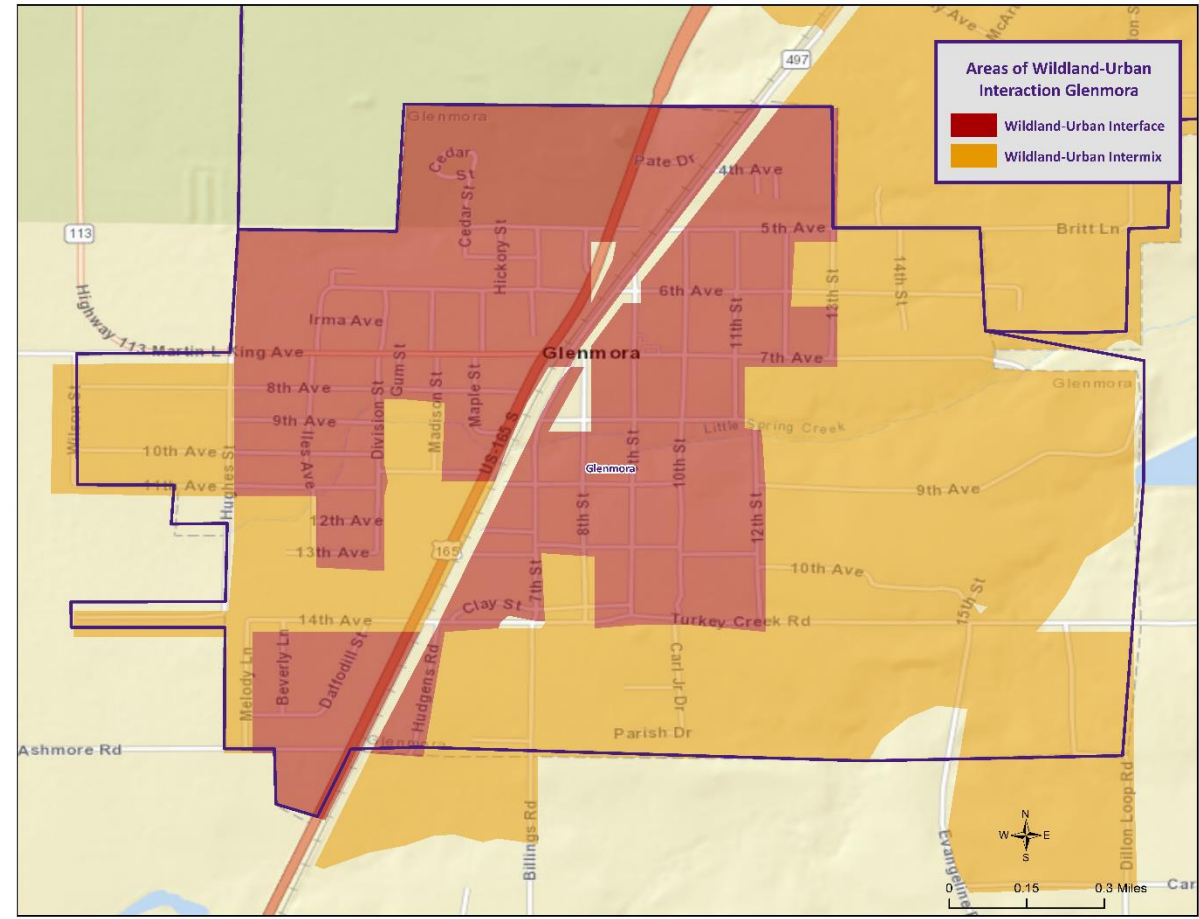 Areas of Wildland-Urban
Interaction Glenmora
Wildland-Urban Interface
Wildland-Urban Intermix
497
Glenmora
Cedar
St
Pate Dr
4th Ave
Cedar St
Hickory St
5th Ave
Britt Ln
113
14th St
13th St
6th Ave
11th St
Highway 113
Irma Ave
Martin L King Ave
Glenmora
7th Ave
Gum St
Glenmora
8th Ave
Madison St
Maple St
Wilson St
9th Ave
Division St
Iles Ave
Little Spring Creek
US-165 S
10th Ave
Glenmora
10th St
11th Ave
Hughes St
9th Ave
8th St
12th St
12th Ave
13th Ave
165
10th Ave
7th St
15th St
Clay St
14th Ave
Turkey Creek Rd
Melody Ln
Beverly Ln
Daffodill St
Hudgens Rd
Carl Jr Dr
Ashmore Rd
Glenmora
Parish Dr
Billings Rd
Dillon Loop Rd
N
W
E
S
0
0.15
0.3 Miles